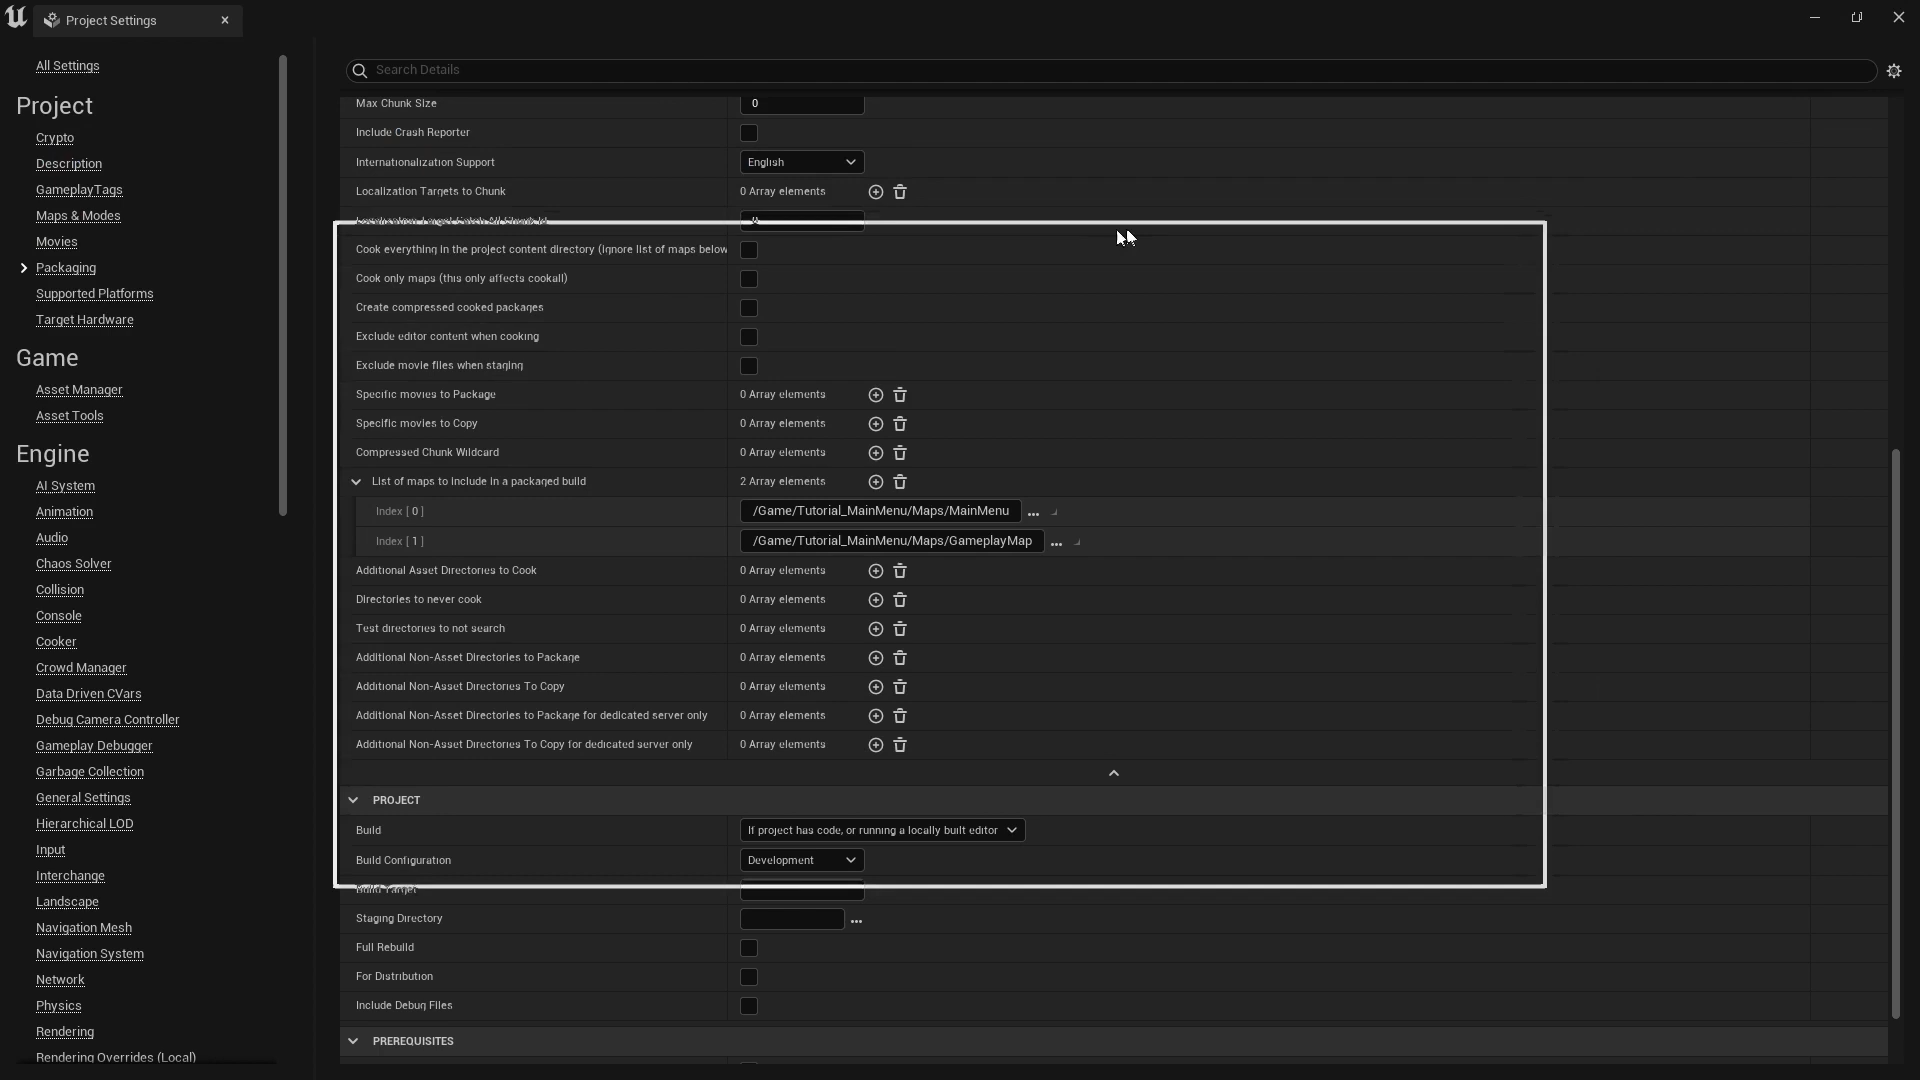 Project Settings
All Settings
Project
Crypto
Description
GameplayTags
Maps & Modes
Movies
Packaging
Supported Platforms
Target Hardware
Game
Asset Manager
Asset Tools
Engine
AI System
Animation
Audio
Chaos Solver
Collision
Console
Cooker
Crowd Manager
Data Driven CVars
Debug Camera Controller
Gameplay Debugger
Garbage Collection
General Settings
Hierarchical LOD
Input
Interchange
Landscape
Navigation Mesh
Navigation System
Network
Physics
Rendering
Rendering Overrides (Local)
Search Details
Max Chunk Size 0
Include Crash Reporter
Internationalization Support English
Localization Targets to Chunk 0 Array elements
Cook everything in the project content directory (ignore list of maps below
Cook only maps (this only affects cookall)
Create compressed cooked packages
Exclude editor content when cooking
Exclude movie files when staging
Specific movies to Package 0 Array elements
Specific movies to Copy 0 Array elements
Compressed Chunk Wildcard 0 Array elements
List of maps to include in a packaged build 2 Array elements
Index [ 0 ] /Game/Tutorial_MainMenu/Maps/MainMenu ...
Index [ 1 ] /Game/Tutorial_MainMenu/Maps/GameplayMap ...
Additional Asset Directories to Cook 0 Array elements
Directories to never cook 0 Array elements
Test directories to not search 0 Array elements
Additional Non-Asset Directories to Package 0 Array elements
Additional Non-Asset Directories To Copy 0 Array elements
Additional Non-Asset Directories to Package for dedicated server only 0 Array elements
Additional Non-Asset Directories To Copy for dedicated server only 0 Array elements
PROJECT
Build If project has code, or running a locally built editor
Build Configuration Development
Build Target
Staging Directory ...
Full Rebuild
For Distribution
Include Debug Files
PREREQUISITES